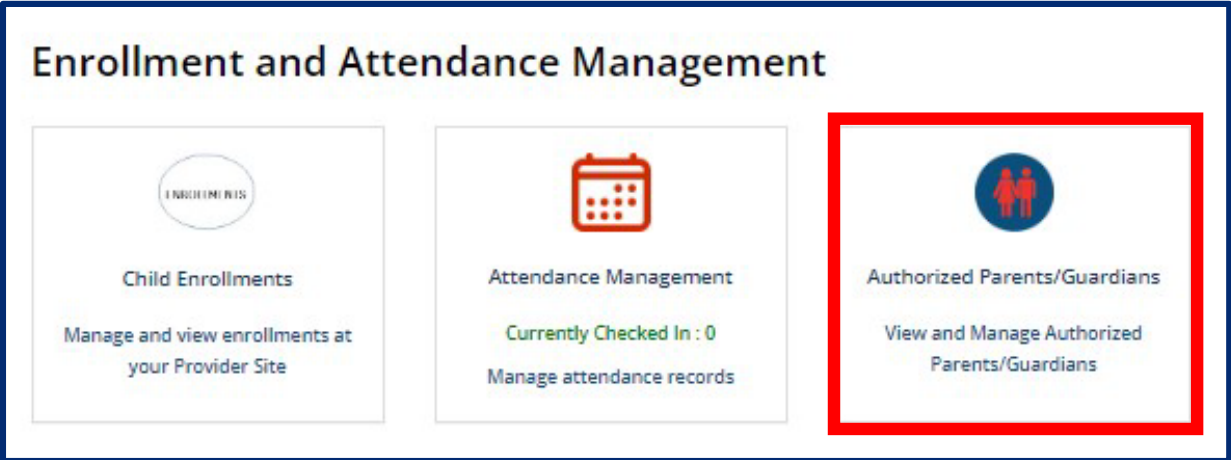 Enrollment and Attendance Management
ENROLLMENTS
Child Enrollments
Manage and view enrollments at
your Provider Site
Attendance Management
Currently Checked In : 0
Manage attendance records
Authorized Parents/Guardians
View and Manage Authorized
Parents/Guardians